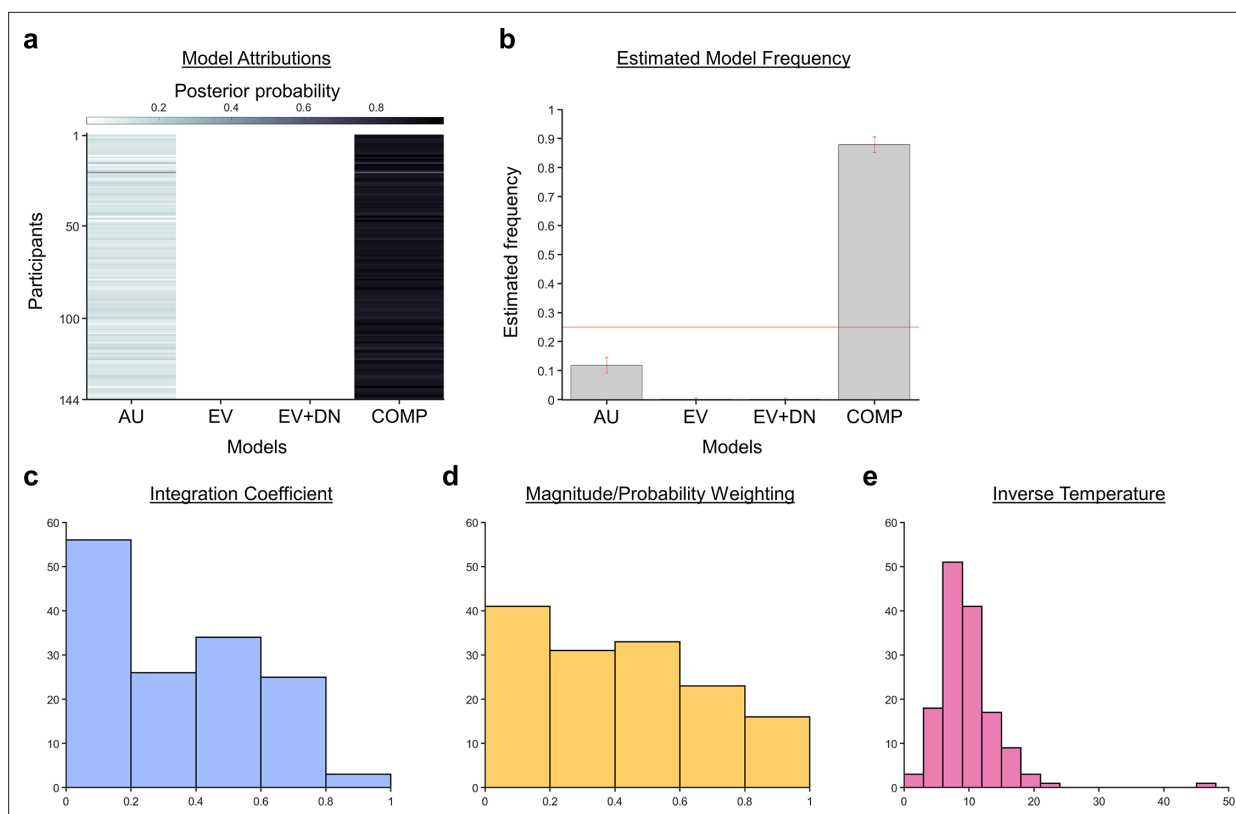 a
Model Attributions
Posterior probability
0.2 0.4 0.6 0.8
1
50
100
144
Participants
AU EV EV+DN COMP
Models
b
Estimated Model Frequency
1
0.9
0.8
0.7
0.6
0.5
0.4
0.3
0.2
0.1
0
Estimated frequency
AU EV EV+DN COMP
Models
c
Integration Coefficient
60
50
40
30
20
10
0
0 0.2 0.4 0.6 0.8 1
d
Magnitude/Probability Weighting
60
50
40
30
20
10
0
0 0.2 0.4 0.6 0.8 1
e
Inverse Temperature
60
50
40
30
20
10
0
0 10 20 30 40 50